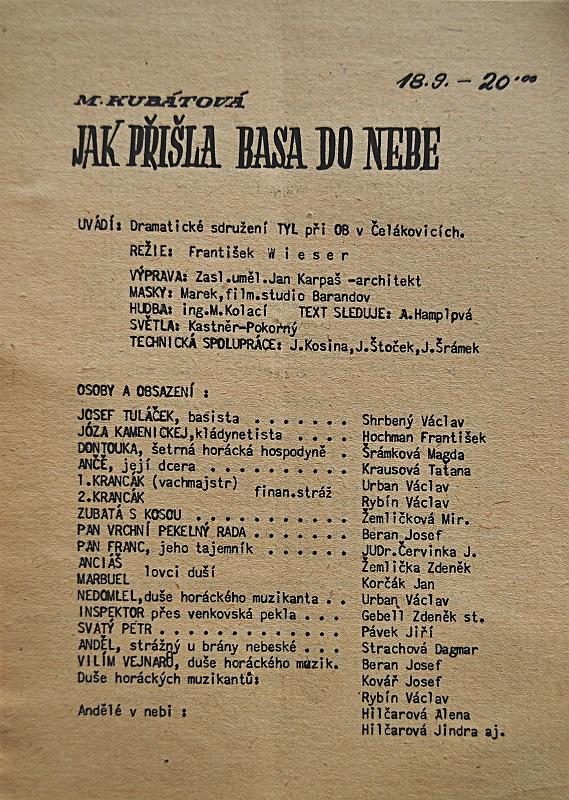 18.9. - 20.00
M. KUBÁTOVÁ
JAK PŘIŠLA BASA DO NEBE
UVÁDÍ: Dramatické sdružení TYL při OB v Čelákovicích.
REŽIE: František W i e s e r
VÝPRAVA: Zasl.uměl.Jan Karpaš -architekt
MASKY: Marek,film.studio Barandov
HUDBA: ing.M.Kolací TEXT SLEDUJE: A.Hamplpvá
SVĚTLA: Kastněr-Pokorný
TECHNICKÁ SPOLUPRÁCE: J.Kosina,J.Štoček,J.Šrámek
OSOBY A OBSAZENÍ :
JOSEF TULÁČEK, basista . . . . . . . Shrbený Václav
JÓZA KAMENICKEJ,kládynetista . . . . Hochman František
DONTOUKA, šetrná horácká hospodyně . Šrámková Magda
ANČE, její dcera . . . . . . . . . . Krausová Taťana
1.KRANCÁK (vachmajstr) finan.stráž Urban Václav
2.KRANCÁK Rybín Václav
ZUBATÁ S KOSOU . . . . . . . . . . . Žemličková Mir.
PAN VRCHNÍ PEKELNÝ RADA . . . . . . . Beran Josef
PAN FRANC, jeho tajemník . . . . . . JUDr.Červinka J.
ANCIÁŠ lovci duší Žemlička Zdeněk
MARBUEL Korčák Jan
NEDOMLEL,duše horáckého muzikanta . . Urban Václav
INSPEKTOR přes venkovská pekla . . . Gebell Zdeněk st.
SVATÝ PETR . . . . . . . . . . . . . Pávek Jiří
ANDĚL, strážný u brány nebeské . . . Strachová Dagmar
VILÍM VEJNARŮ, duše horáckého muzik. Beran Josef
Duše horáckých muzikantů: Kovář Josef
Rybín Václav
Andělé v nebi : Hilčarová Alena
Hilčarová Jindra aj.